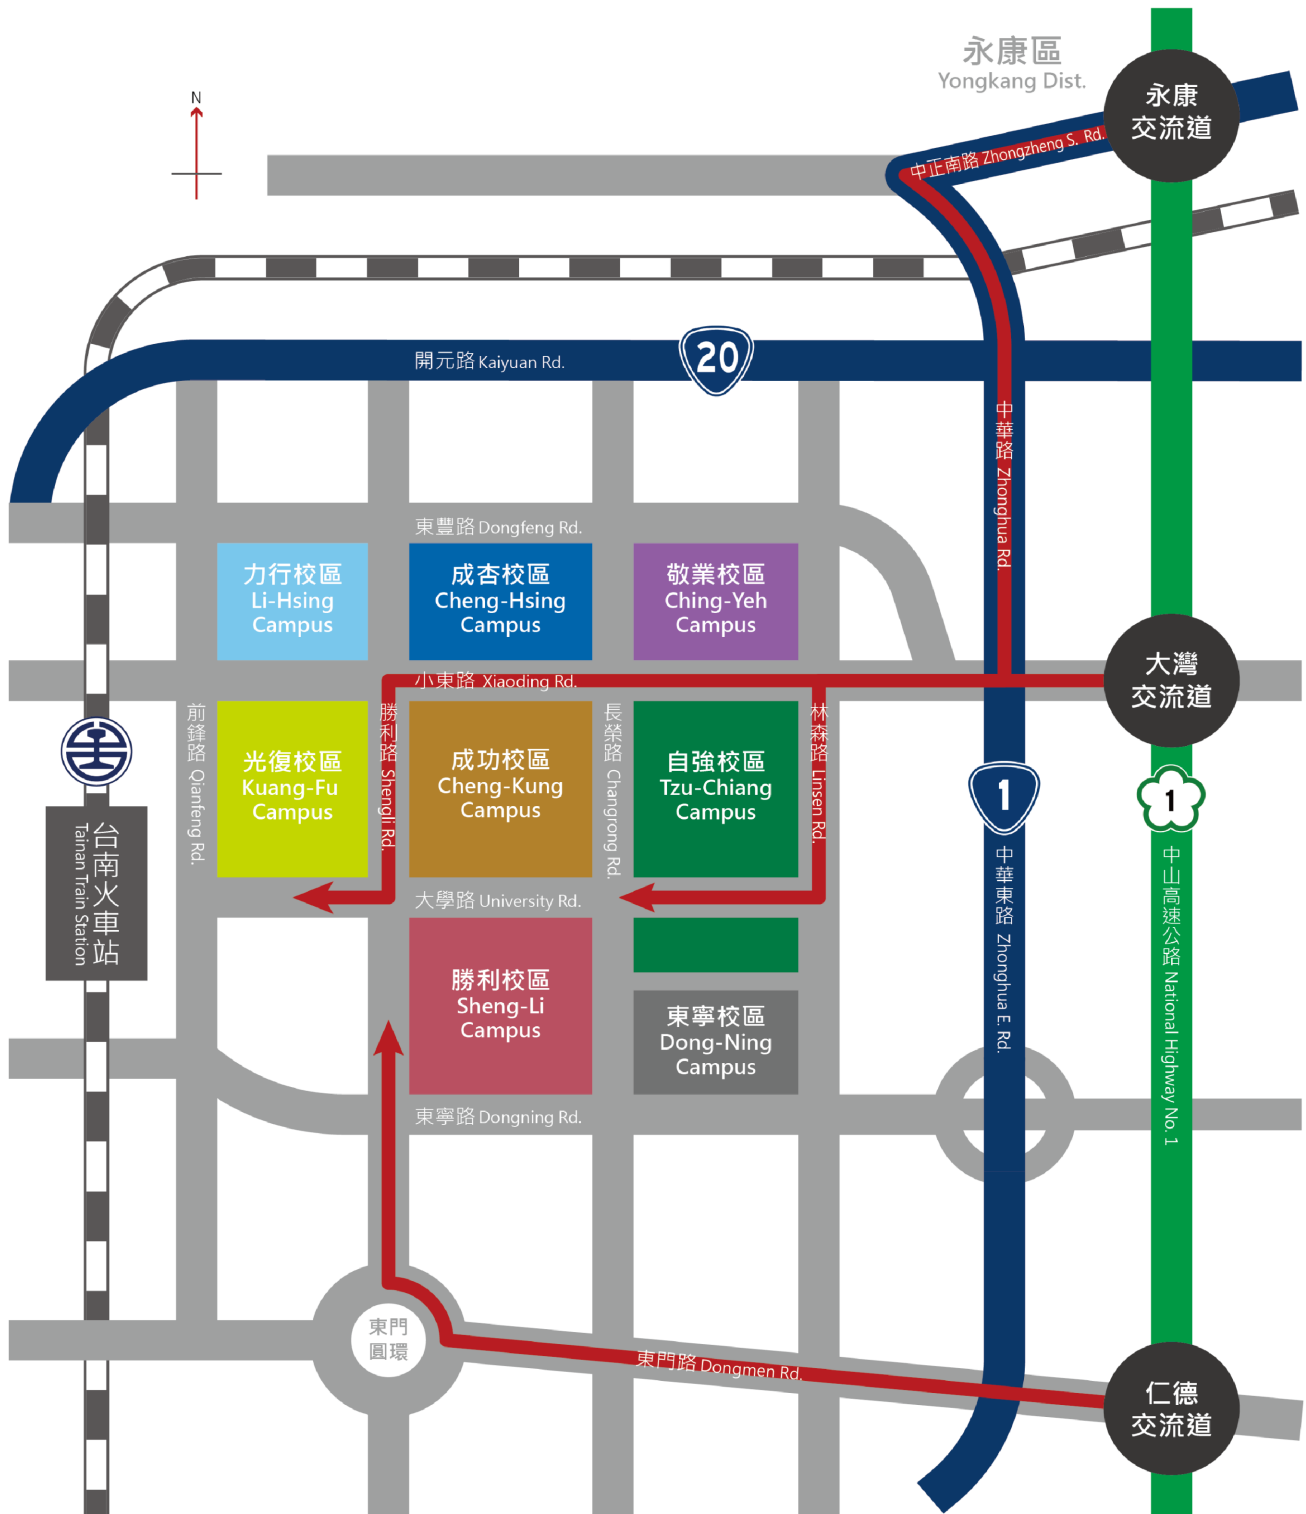 永康區
Yongkang Dist.
永康
交流道
N
中正南路 Zhongzheng S. Rd.
20
開元路 Kaiyuan Rd.
中華路 Zhonghua Rd.
東豐路 Dongfeng Rd.
力行校區
Li-Hsing
Campus
成杏校區
Cheng-Hsing
Campus
敬業校區
Ching-Yeh
Campus
小東路 Xiaoding Rd.
大灣
交流道
前鋒路 Qianfeng Rd.
勝利路 Shengli Rd.
長榮路 Changrong Rd.
林森路 Linsen Rd.
光復校區
Kuang-Fu
Campus
成功校區
Cheng-Kung
Campus
自強校區
Tzu-Chiang
Campus
1
1
台南火車站
Tainan Train Station
中華東路 Zhonghua E. Rd.
中山高速公路 National Highway No. 1
大學路 University Rd.
勝利校區
Sheng-Li
Campus
東寧校區
Dong-Ning
Campus
東寧路 Dongning Rd.
東門
圓環
東門路 Dongmen Rd.
仁德
交流道